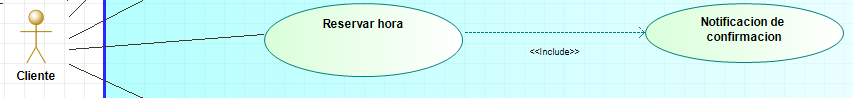 Reservar hora
Notificacion de
confirmacion
<<Include>>
Cliente